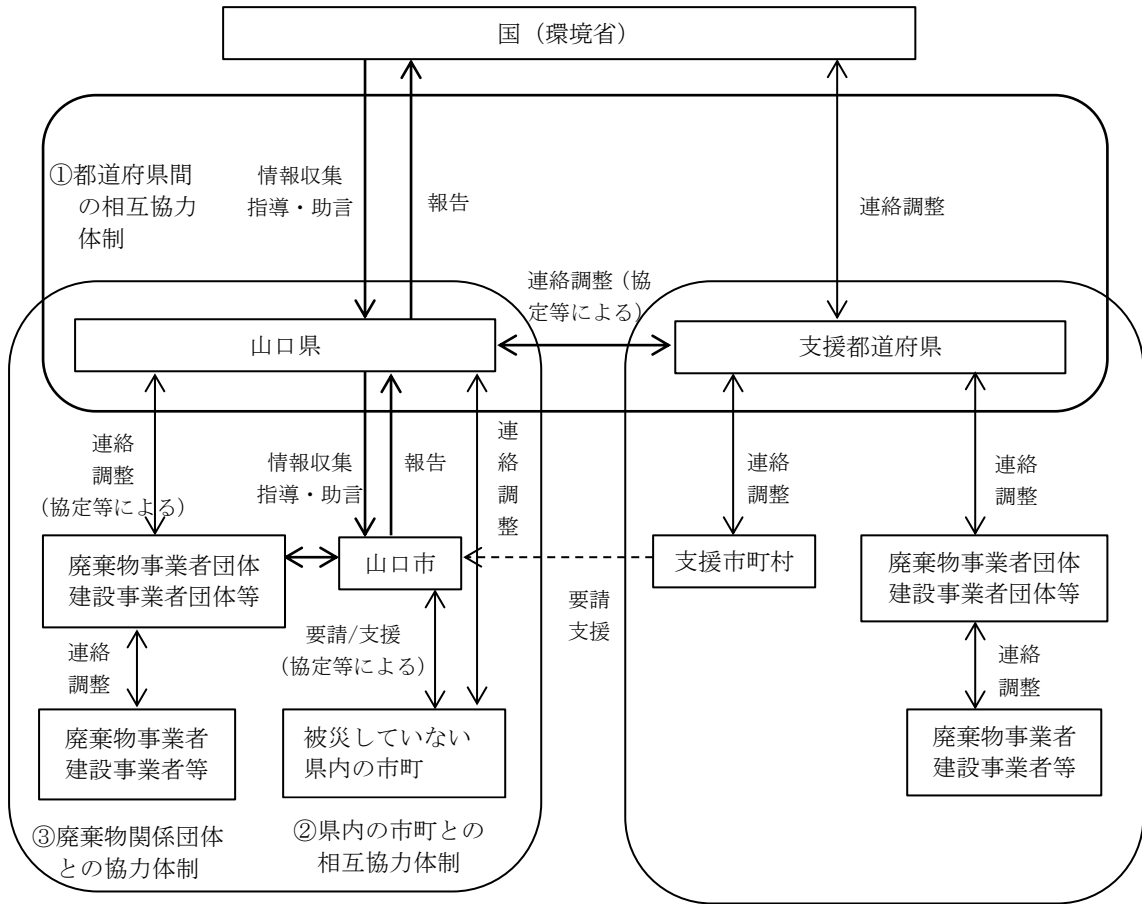 国（環境省）
①都道府県間
の相互協力
体制
情報収集
指導・助言
報告
連絡調整
連絡調整（協
定等による）
山口県
支援都道府県
連絡
調整
（協定等による）
情報収集
指導・助言
報告
連
絡
調
整
連絡
調整
連絡
調整
廃棄物事業者団体
建設事業者団体等
山口市
支援市町村
廃棄物事業者団体
建設事業者団体等
要請
支援
連絡
調整
要請/支援
（協定等による）
連絡
調整
廃棄物事業者
建設事業者等
被災していない
県内の市町
廃棄物事業者
建設事業者等
③廃棄物関係団体
との協力体制
②県内の市町との
相互協力体制